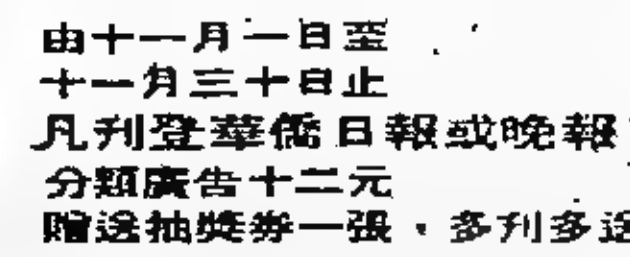 由十一月一日至
十一月三十日止
凡刊登華僑日報或晚報
分類廣告十二元
贈送抽獎券一張，多刊多送